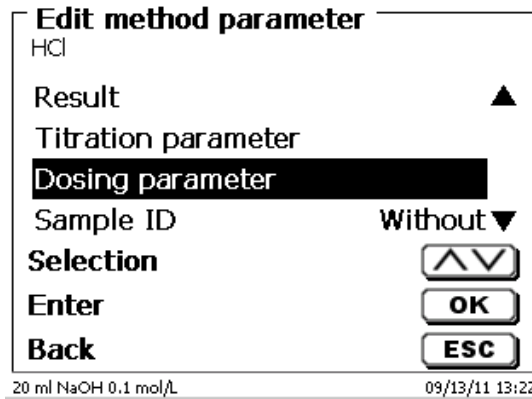 Edit method parameter
HCl
Result
Titration parameter
Dosing parameter
Sample ID Without
Selection
Enter OK
Back ESC
20 ml NaOH 0.1 mol/L 09/13/11 13:22